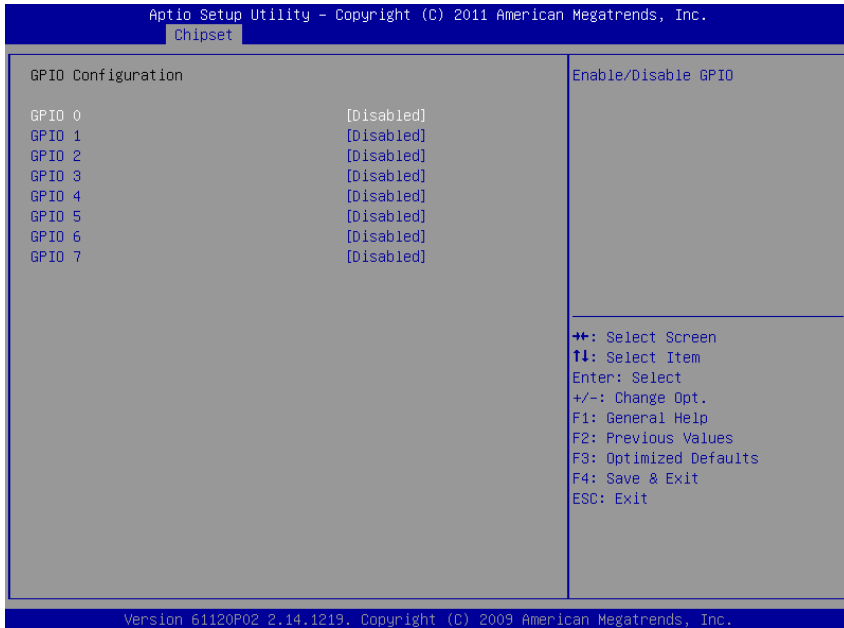 Aptio Setup Utility – Copyright (C) 2011 American Megatrends, Inc.
Chipset
GPIO Configuration
GPIO 0 [Disabled]
GPIO 1 [Disabled]
GPIO 2 [Disabled]
GPIO 3 [Disabled]
GPIO 4 [Disabled]
GPIO 5 [Disabled]
GPIO 6 [Disabled]
GPIO 7 [Disabled]
Enable/Disable GPIO
→←: Select Screen
↑↓: Select Item
Enter: Select
+/-: Change Opt.
F1: General Help
F2: Previous Values
F3: Optimized Defaults
F4: Save & Exit
ESC: Exit
Version 61120P02 2.14.1219. Copyright (C) 2009 American Megatrends, Inc.